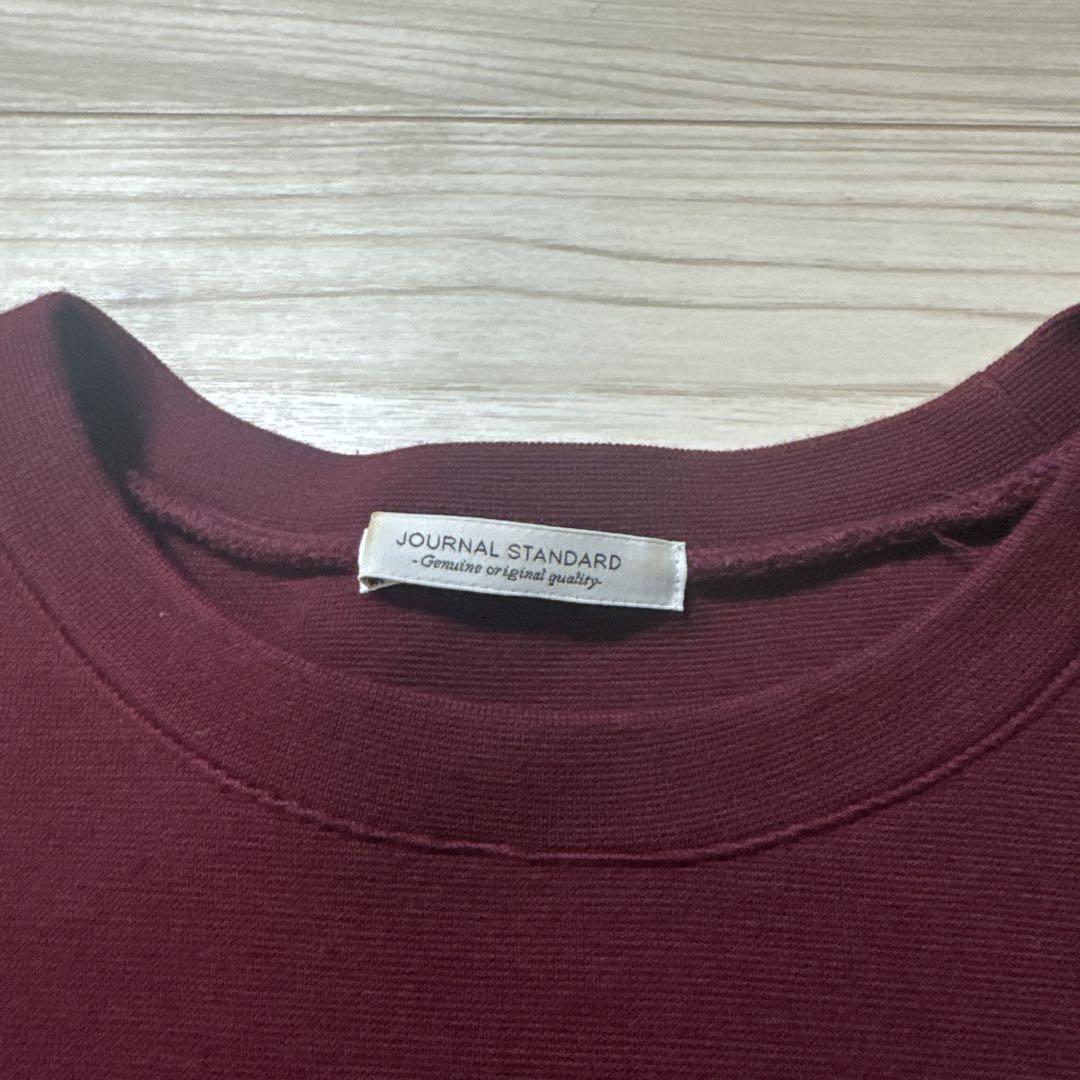 JOURNAL STANDARD
-Genuine original quality-